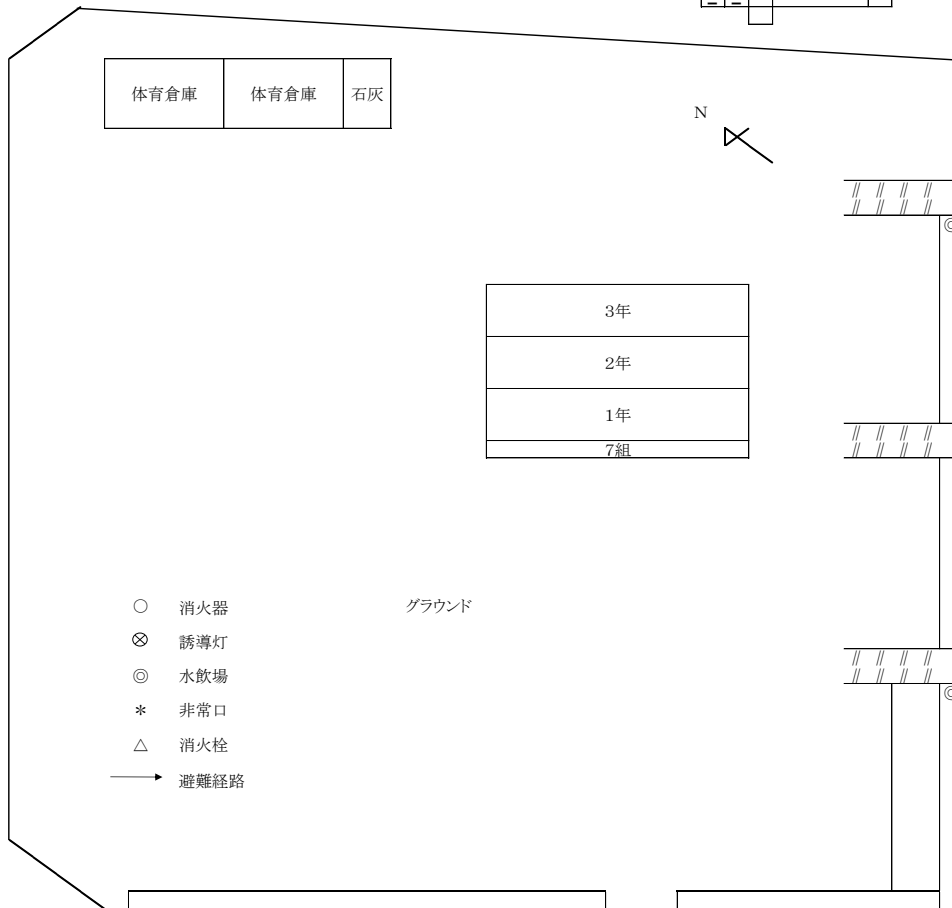 体育倉庫 体育倉庫 石灰
N
3年
2年
1年
7組
○ 消火器
グラウンド
⊗ 誘導灯
◎ 水飲場
* 非常口
△ 消火栓
避難経路
◎
◎